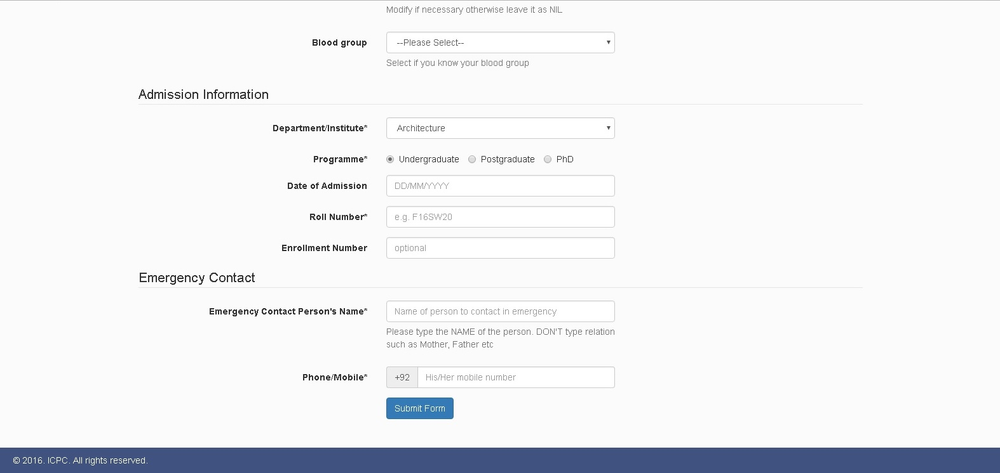 Modify if necessary otherwise leave it as NIL
Blood group
--Please Select--
Select if you know your blood group
Admission Information
Department/Institute*
Architecture
Programme*
Undergraduate
Postgraduate
PhD
Date of Admission
DD/MM/YYYY
Roll Number*
e.g. F16SW20
Enrollment Number
optional
Emergency Contact
Emergency Contact Person's Name*
Name of person to contact in emergency
Please type the NAME of the person. DON'T type relation
such as Mother, Father etc
Phone/Mobile*
+92
His/Her mobile number
Submit Form
© 2016. ICPC. All rights reserved.